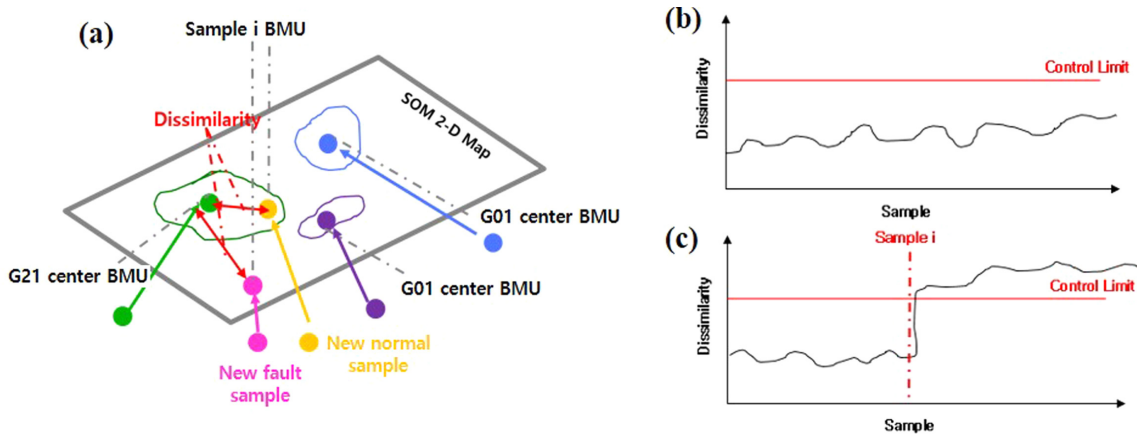 (a)
Sample i BMU
SOM 2-D Map
Dissimilarity
G01 center BMU
G21 center BMU
G01 center BMU
New normal
sample
New fault
sample
(b)
Dissimilarity
Control Limit
Sample
(c)
Sample i
Dissimilarity
Control Limit
Sample